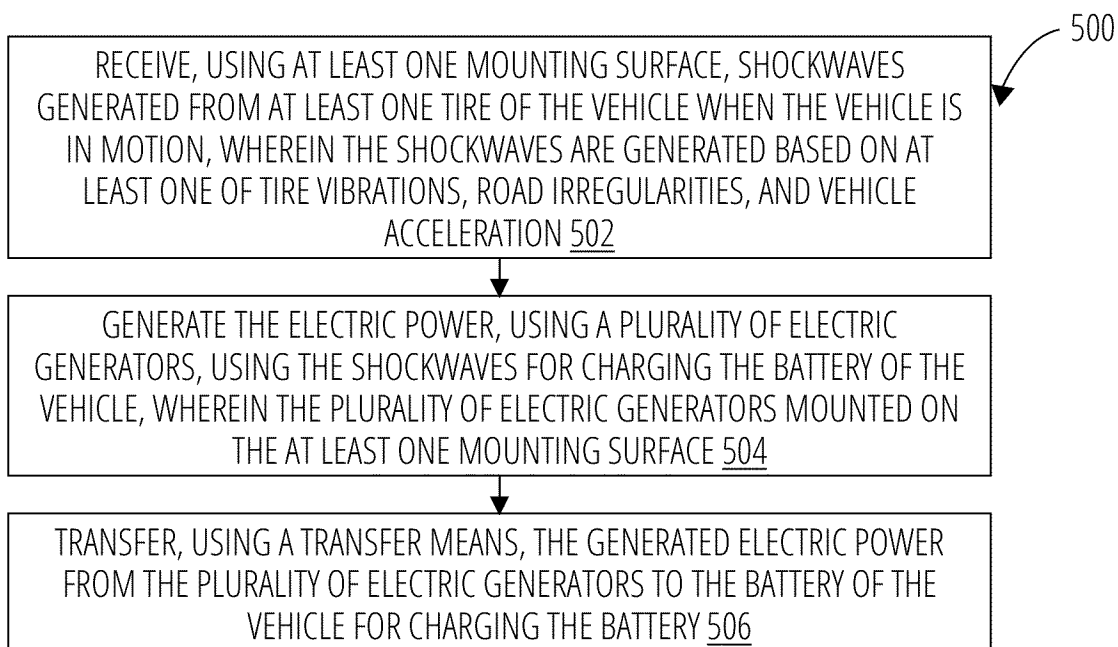 500
RECEIVE, USING AT LEAST ONE MOUNTING SURFACE, SHOCKWAVES
GENERATED FROM AT LEAST ONE TIRE OF THE VEHICLE WHEN THE VEHICLE IS
IN MOTION, WHEREIN THE SHOCKWAVES ARE GENERATED BASED ON AT
LEAST ONE OF TIRE VIBRATIONS, ROAD IRREGULARITIES, AND VEHICLE
ACCELERATION 502
GENERATE THE ELECTRIC POWER, USING A PLURALITY OF ELECTRIC
GENERATORS, USING THE SHOCKWAVES FOR CHARGING THE BATTERY OF THE
VEHICLE, WHEREIN THE PLURALITY OF ELECTRIC GENERATORS MOUNTED ON
THE AT LEAST ONE MOUNTING SURFACE 504
TRANSFER, USING A TRANSFER MEANS, THE GENERATED ELECTRIC POWER
FROM THE PLURALITY OF ELECTRIC GENERATORS TO THE BATTERY OF THE
VEHICLE FOR CHARGING THE BATTERY 506